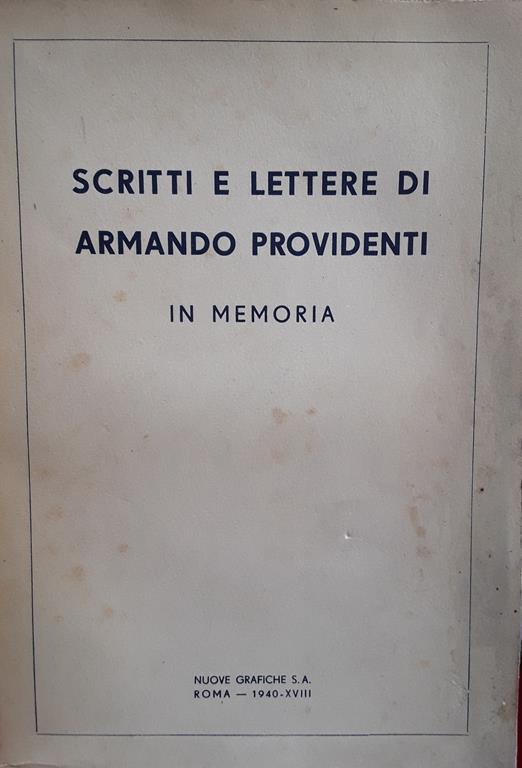 SCRITTI E LETTERE DI
ARMANDO PROVIDENTI
IN MEMORIA
NUOVE GRAFICHE S. A.
ROMA — 1940-XVIII